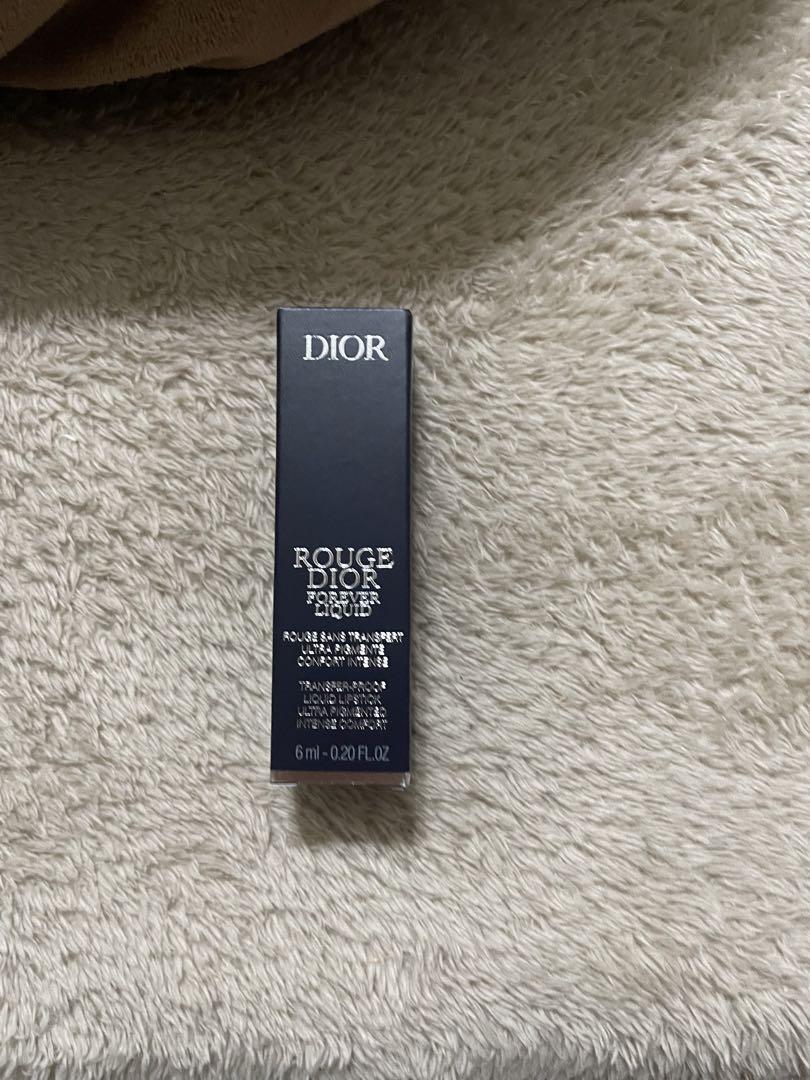 DIOR
ROUGE
DIOR
FOREVER
LIQUID
ROUGE SANS TRANSFERT
ULTRA PIGMENTÉ
CONFORT INTENSE
TRANSFER-PROOF
LIQUID LIPSTICK
ULTRA PIGMENTED
INTENSE COMFORT
6 ml - 0.20 FL.OZ